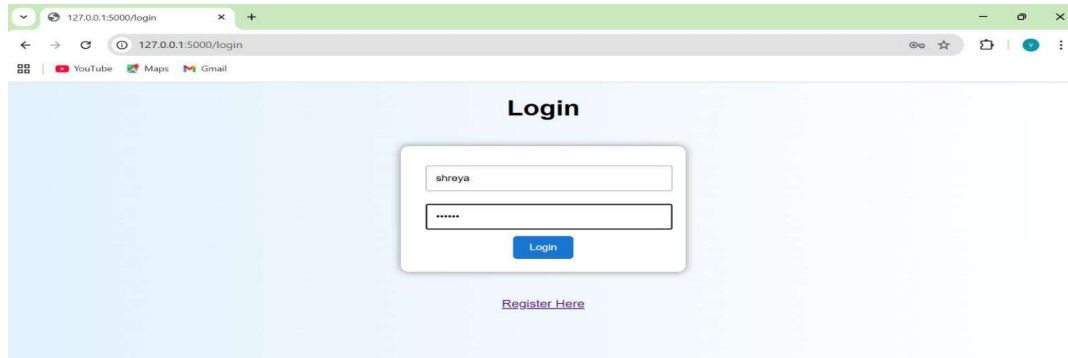 127.0.0.1:5000/login
127.0.0.1:5000/login
YouTube Maps Gmail
V
Login
shreya
••••••
Login
Register Here